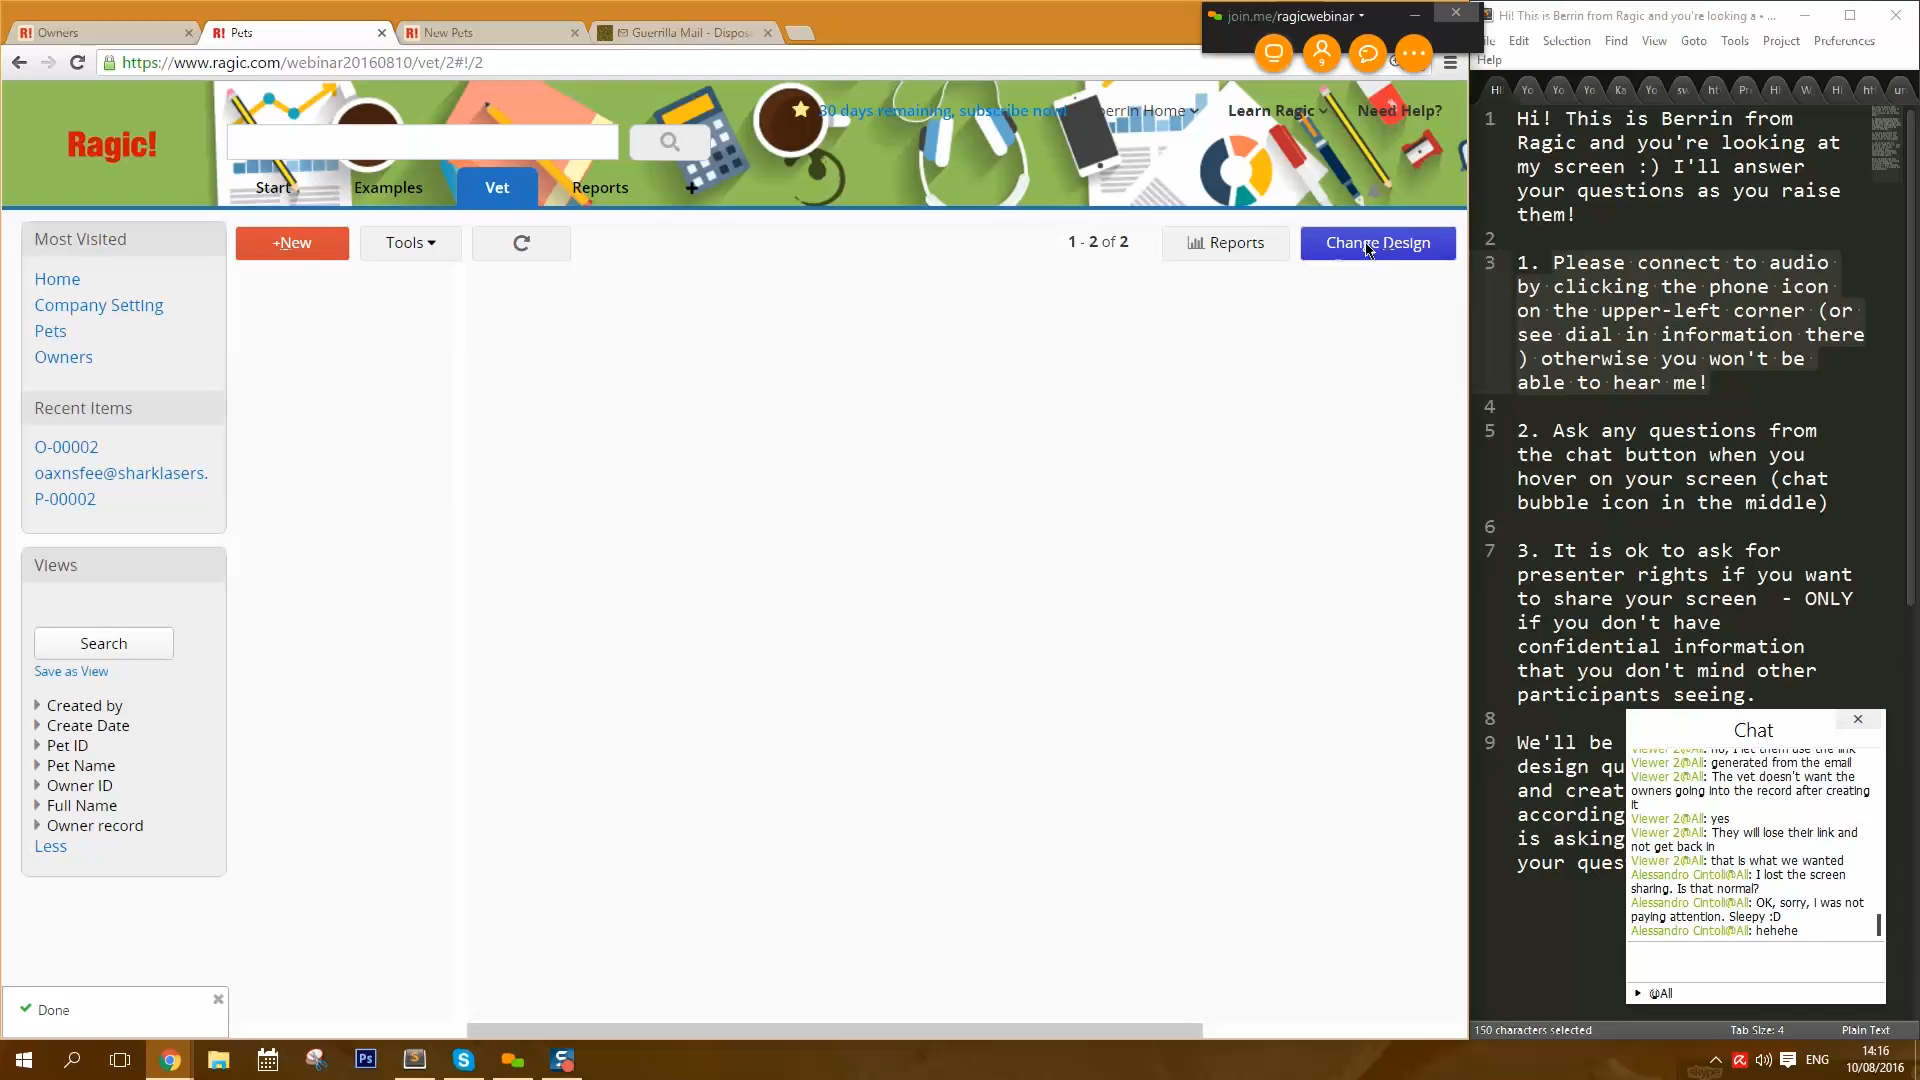 Owners
Pets
New Pets
Guerrilla Mail - Dispos
https://www.ragic.com/webinar20160810/vet/2#!/2
join.me/ragicwebinar
9
Ragic!
30 days remaining, subscribe now!
berrin Home
Learn Ragic
Need Help?
Start
Examples
Vet
Reports
+
Most Visited
Home
Company Setting
Pets
Owners
Recent Items
O-00002
oaxnsfee@sharklasers.
P-00002
+New
Tools
1 - 2 of 2
Reports
Change Design
Views
Search
Save as View
Created by
Create Date
Pet ID
Pet Name
Owner ID
Full Name
Owner record
Less
Done
Hi! This is Berrin from Ragic and you're looking a • ...
Edit Selection Find View Goto Tools Project Preferences
Help
1 Hi! This is Berrin from
Ragic and you're looking at
my screen :) I'll answer
your questions as you raise
them!
2
3 1. Please connect to audio
by clicking the phone icon
on the upper-left corner (or
see dial in information there
) otherwise you won't be
able to hear me!
4
5 2. Ask any questions from
the chat button when you
hover on your screen (chat
bubble icon in the middle)
6
7 3. It is ok to ask for
presenter rights if you want
to share your screen  - ONLY
if you don't have
confidential information
that you don't mind other
participants seeing.
8
9 We'll be
design qu
and creat
according
is asking
your ques
Chat
Viewer 2@All: no, I let them use the link
Viewer 2@All: generated from the email
Viewer 2@All: The vet doesn't want the
owners going into the record after creating
it
Viewer 2@All: yes
Viewer 2@All: They will lose their link and
not get back in
Viewer 2@All: that is what we wanted
Alessandro Cintoli@All: I lost the screen
sharing. Is that normal?
Alessandro Cintoli@All: OK, sorry, I was not
paying attention. Sleepy :D
Alessandro Cintoli@All: hehehe
@All
150 characters selected
Tab Size: 4
Plain Text
Ps
ENG
14:16
10/08/2016